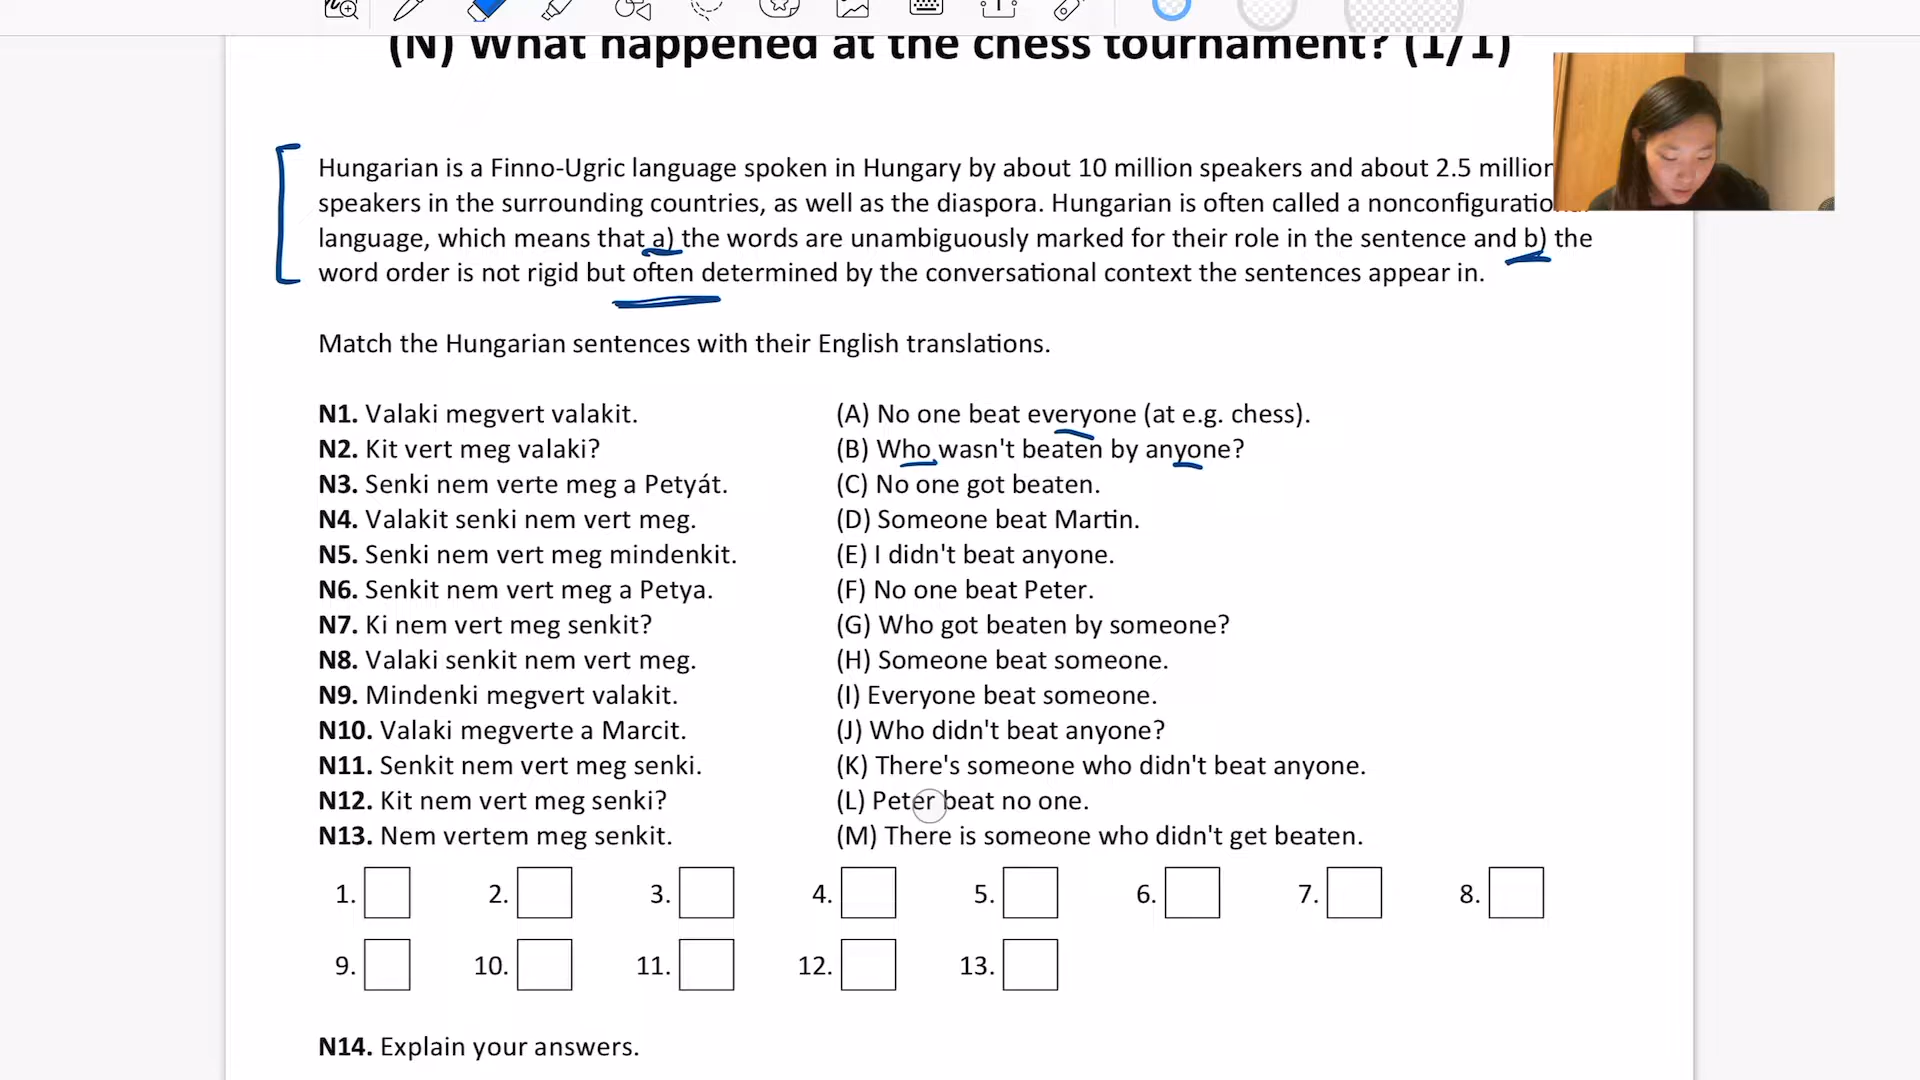 (N) What happened at the chess tournament? (1/1)
Hungarian is a Finno-Ugric language spoken in Hungary by about 10 million speakers and about 2.5 million
speakers in the surrounding countries, as well as the diaspora. Hungarian is often called a
language, which means that a) the words are unambiguously marked for their role in the sentence and b) the
word order is not rigid but often determined by the conversational context the sentences appear in.
Match the Hungarian sentences with their English translations.
N1. Valaki megvert valakit.
N2. Kit vert meg valaki?
N3. Senki nem verte meg a Petyát.
N4. Valakit senki nem vert meg.
N5. Senki nem vert meg mindenkit.
N6. Senkit nem vert meg a Petya.
N7. Ki nem vert meg senkit?
N8. Valaki senkit nem vert meg.
N9. Mindenki megvert valakit.
N10. Valaki megverte a Marcit.
N11. Senkit nem vert meg senki.
N12. Kit nem vert meg senki?
N13. Nem vertem meg senkit.
(A) No one beat everyone (at e.g. chess).
(B) Who wasn't beaten by anyone?
(C) No one got beaten.
(D) Someone beat Martin.
(E) I didn't beat anyone.
(F) No one beat Peter.
(G) Who got beaten by someone?
(H) Someone beat someone.
(I) Everyone beat someone.
(J) Who didn't beat anyone?
(K) There's someone who didn't beat anyone.
(L) Peter beat no one.
(M) There is someone who didn't get beaten.
1. 2. 3. 4. 5. 6. 7. 8.
9. 10. 11. 12. 13.
N14. Explain your answers.